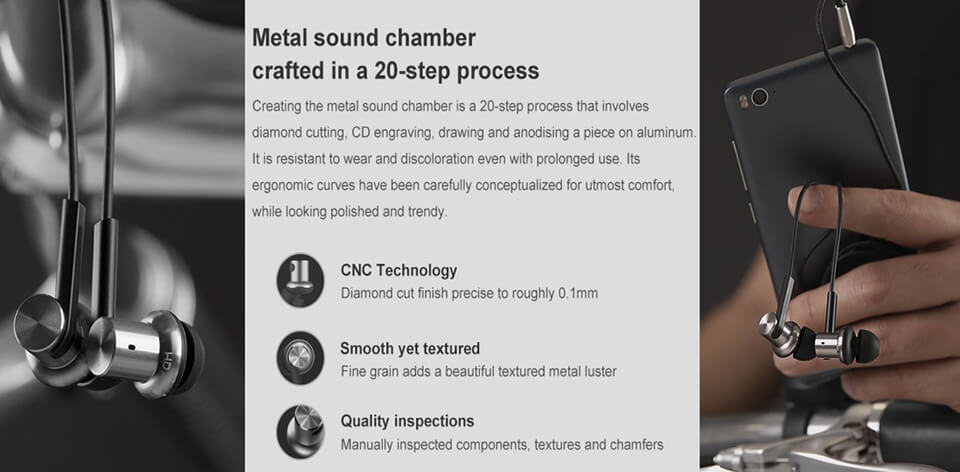 Metal sound chamber
crafted in a 20-step process
Creating the metal sound chamber is a 20-step process that involves
diamond cutting, CD engraving, drawing and anodising a piece on aluminum.
It is resistant to wear and discoloration even with prolonged use. Its
ergonomic curves have been carefully conceptualized for utmost comfort,
while looking polished and trendy.
CNC Technology
Diamond cut finish precise to roughly 0.1mm
Smooth yet textured
Fine grain adds a beautiful textured metal luster
Quality inspections
Manually inspected components, textures and chamfers
HD